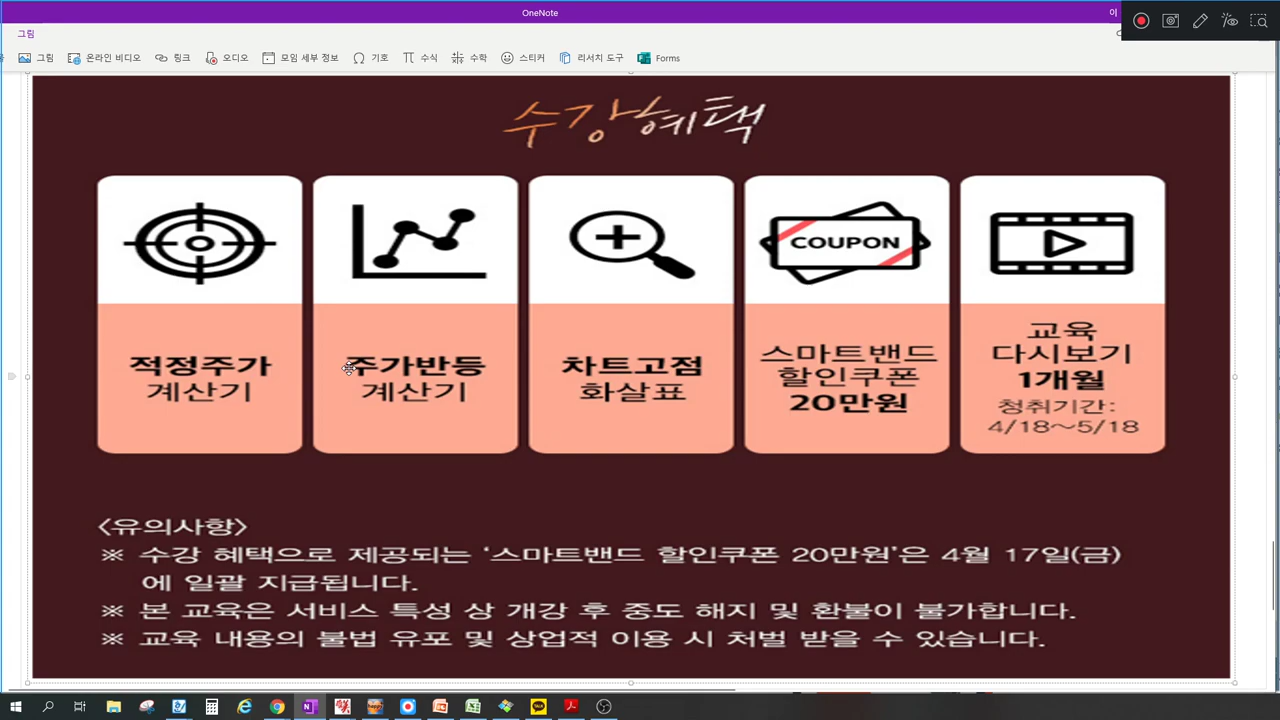 OneNote
이
그림
그림 온라인 비디오 링크 오디오 모임 세부 정보 기호 수식 수학 스티커 리서치 도구 Forms
수강혜택
COUPON
적정주가
계산기
주가반등
계산기
차트고점
화살표
스마트밴드
할인쿠폰
20만원
교육
다시보기
1개월
청취기간:
4/18~5/18
<유의사항>
※ 수강 혜택으로 제공되는 '스마트밴드 할인쿠폰 20만원'은 4월 17일(금)
에 일괄 지급됩니다.
※ 본 교육은 서비스 특성 상 개강 후 중도 해지 및 환불이 불가합니다.
※ 교육 내용의 불법 유포 및 상업적 이용 시 처벌 받을 수 있습니다.